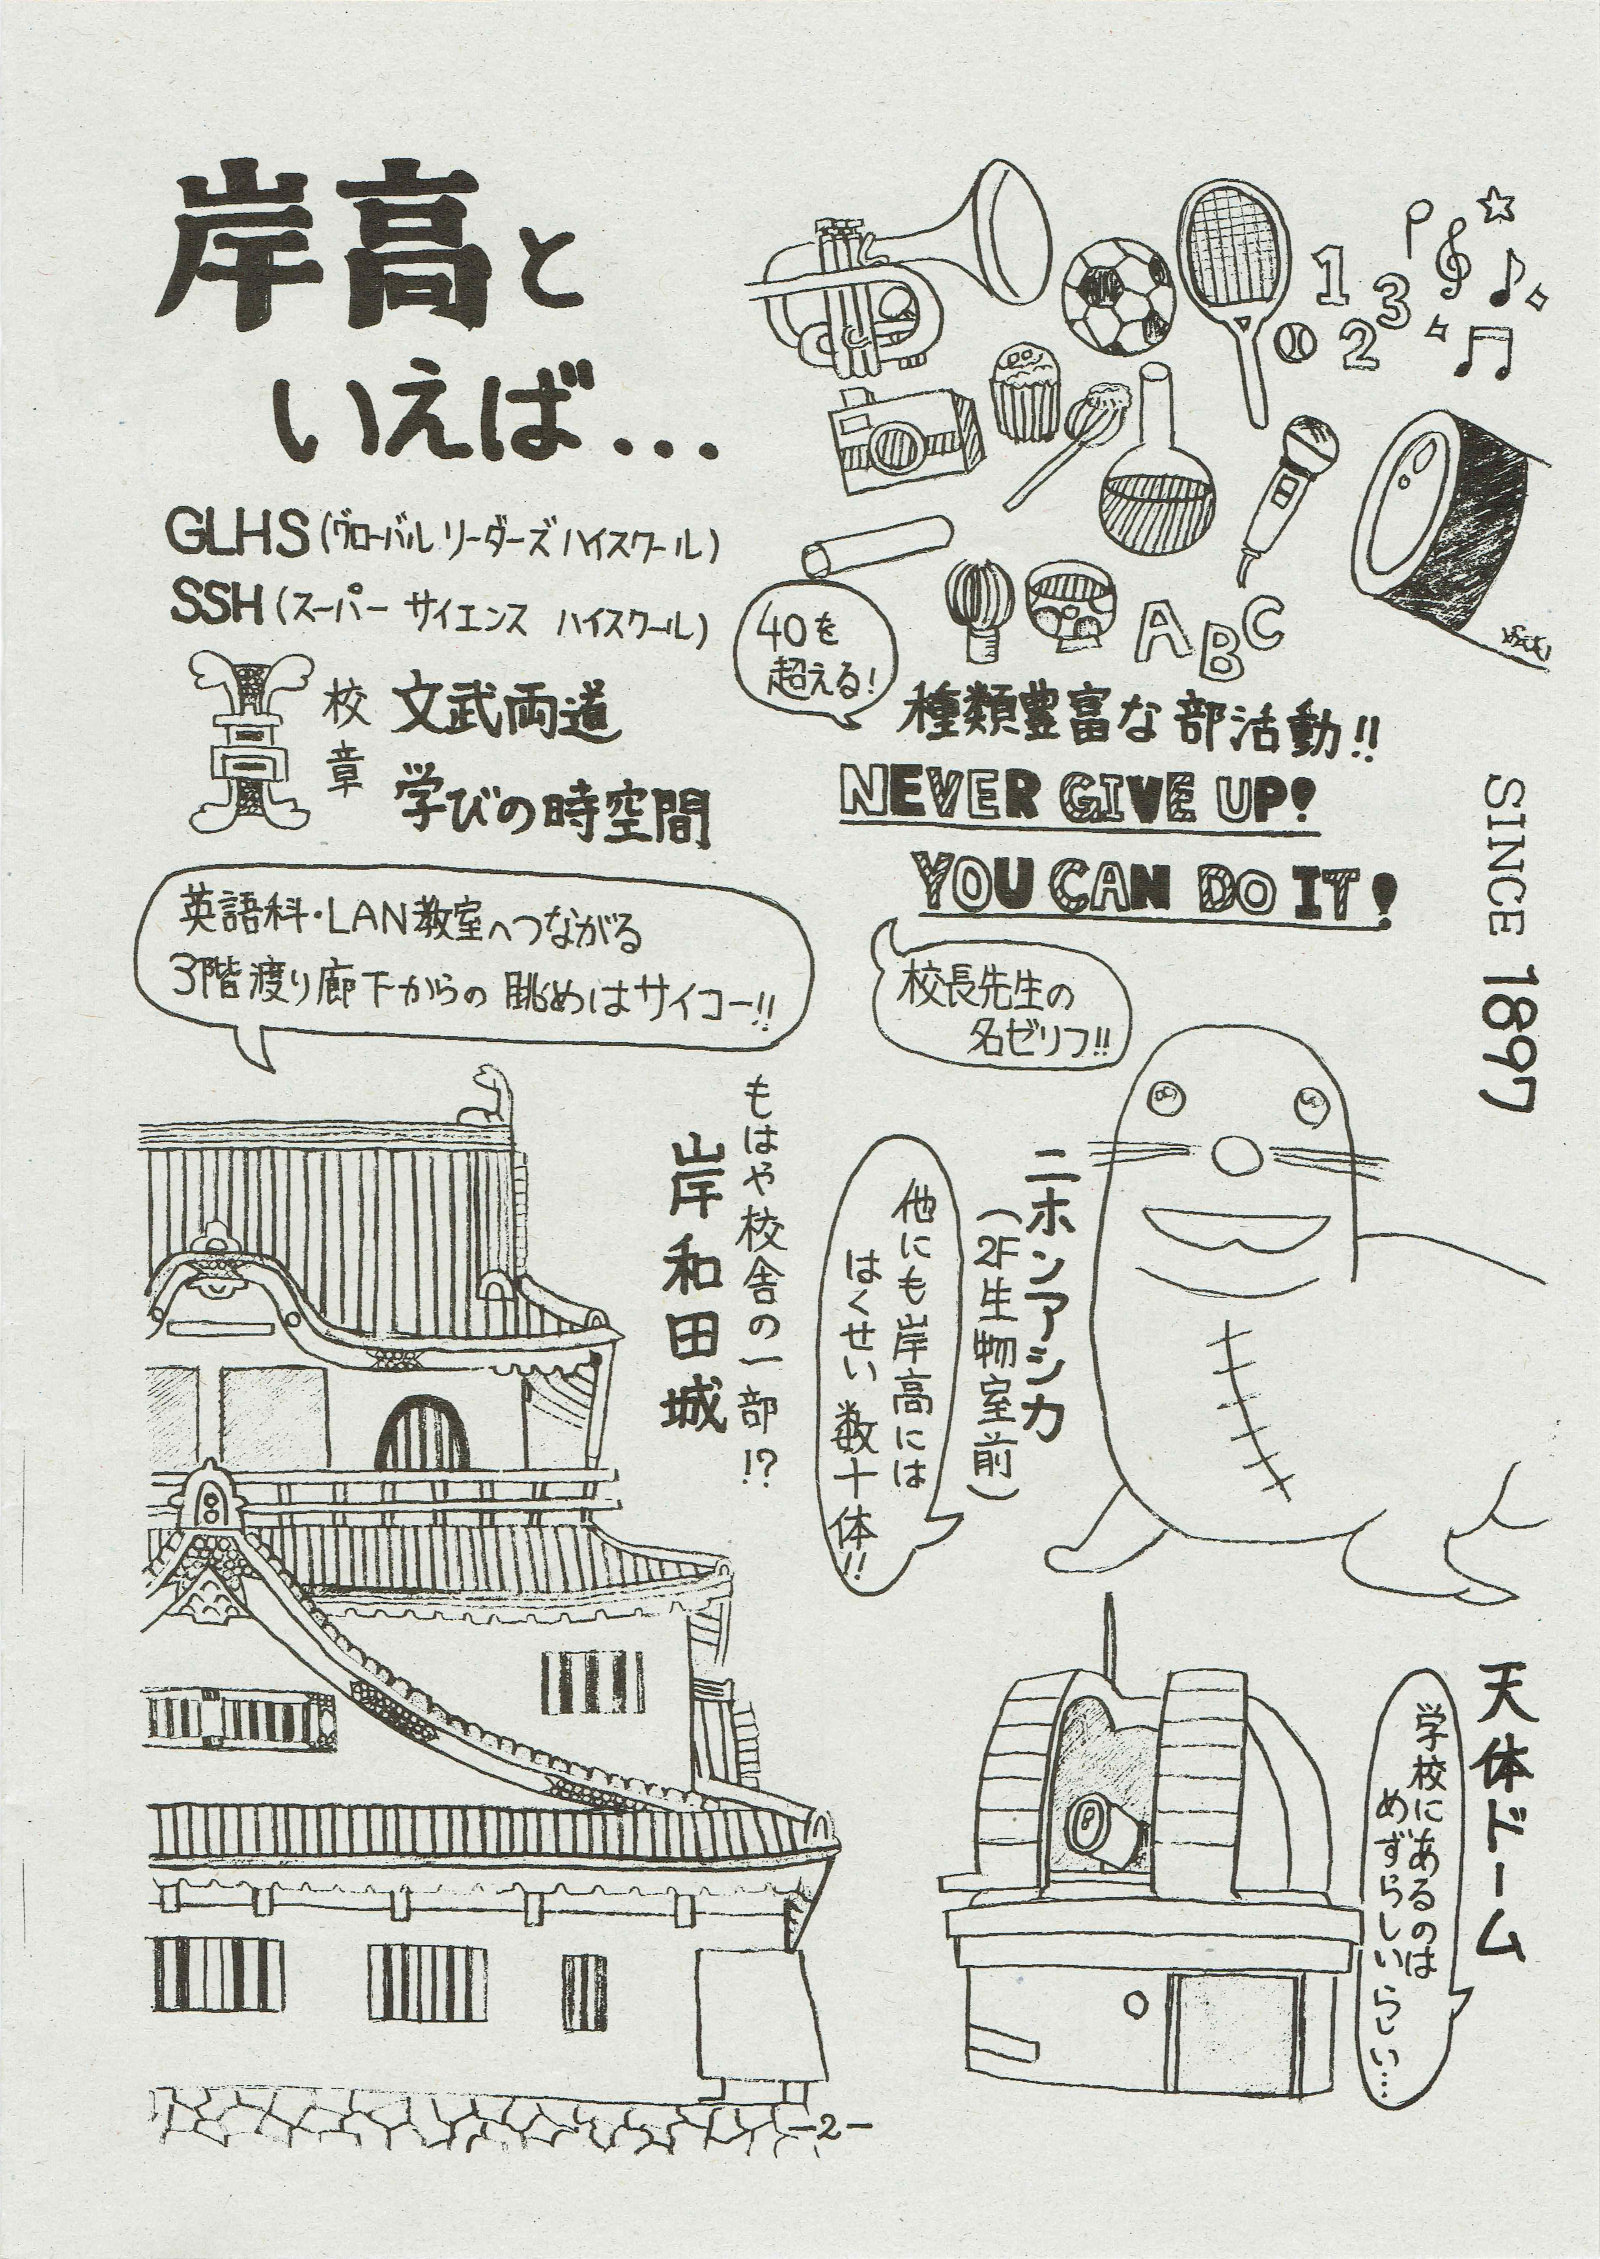 岸高と
いえば...
GLHS(グローバルリーダーズハイスクール)
SSH(スーパー サイエンス ハイスクール)
校章
文武両道
学びの時空間
40を
超える!
ABC
123
種類豊富な部活動!!
NEVER GIVE UP!
YOU CAN DO IT!
校長先生の
名ゼリフ!!
SINCE 1897
英語科・LAN教室へつながる
3階渡り廊下からの眺めはサイコー!!
もはや校舎の一部!?
岸和田城
ニホンアシカ
(2F生物室前)
他にも岸高には
はくせい数十体!!
天体ドーム
学校にあるのは
めずらしいらしい...
-2-